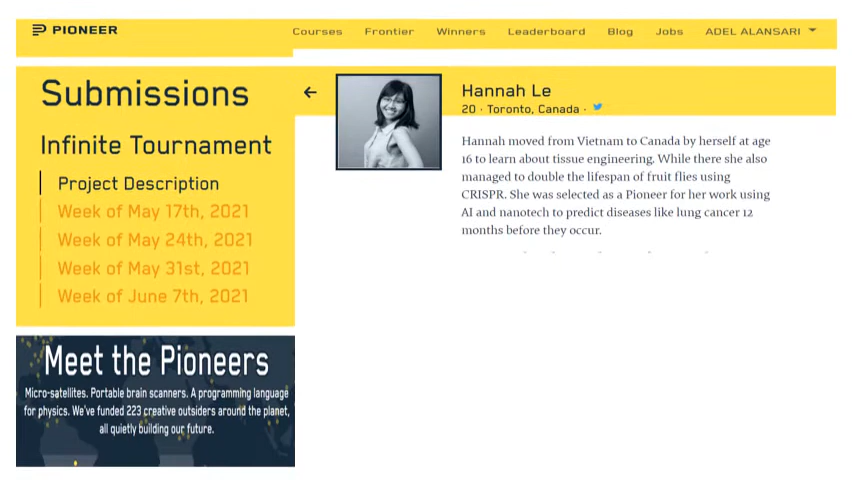 PIONEER
Courses Frontier Winners Leaderboard Blog Jobs ADEL ALANSARI
Submissions
Infinite Tournament
Project Description
Week of May 17th, 2021
Week of May 24th, 2021
Week of May 31st, 2021
Week of June 7th, 2021
Meet the Pioneers
Micro-satellites. Portable brain scanners. A programming language
for physics. We've funded 223 creative outsiders around the planet,
all quietly building our future.
Hannah Le
20 · Toronto, Canada ·
Hannah moved from Vietnam to Canada by herself at age
16 to learn about tissue engineering. While there she also
managed to double the lifespan of fruit flies using
CRISPR. She was selected as a Pioneer for her work using
AI and nanotech to predict diseases like lung cancer 12
months before they occur.